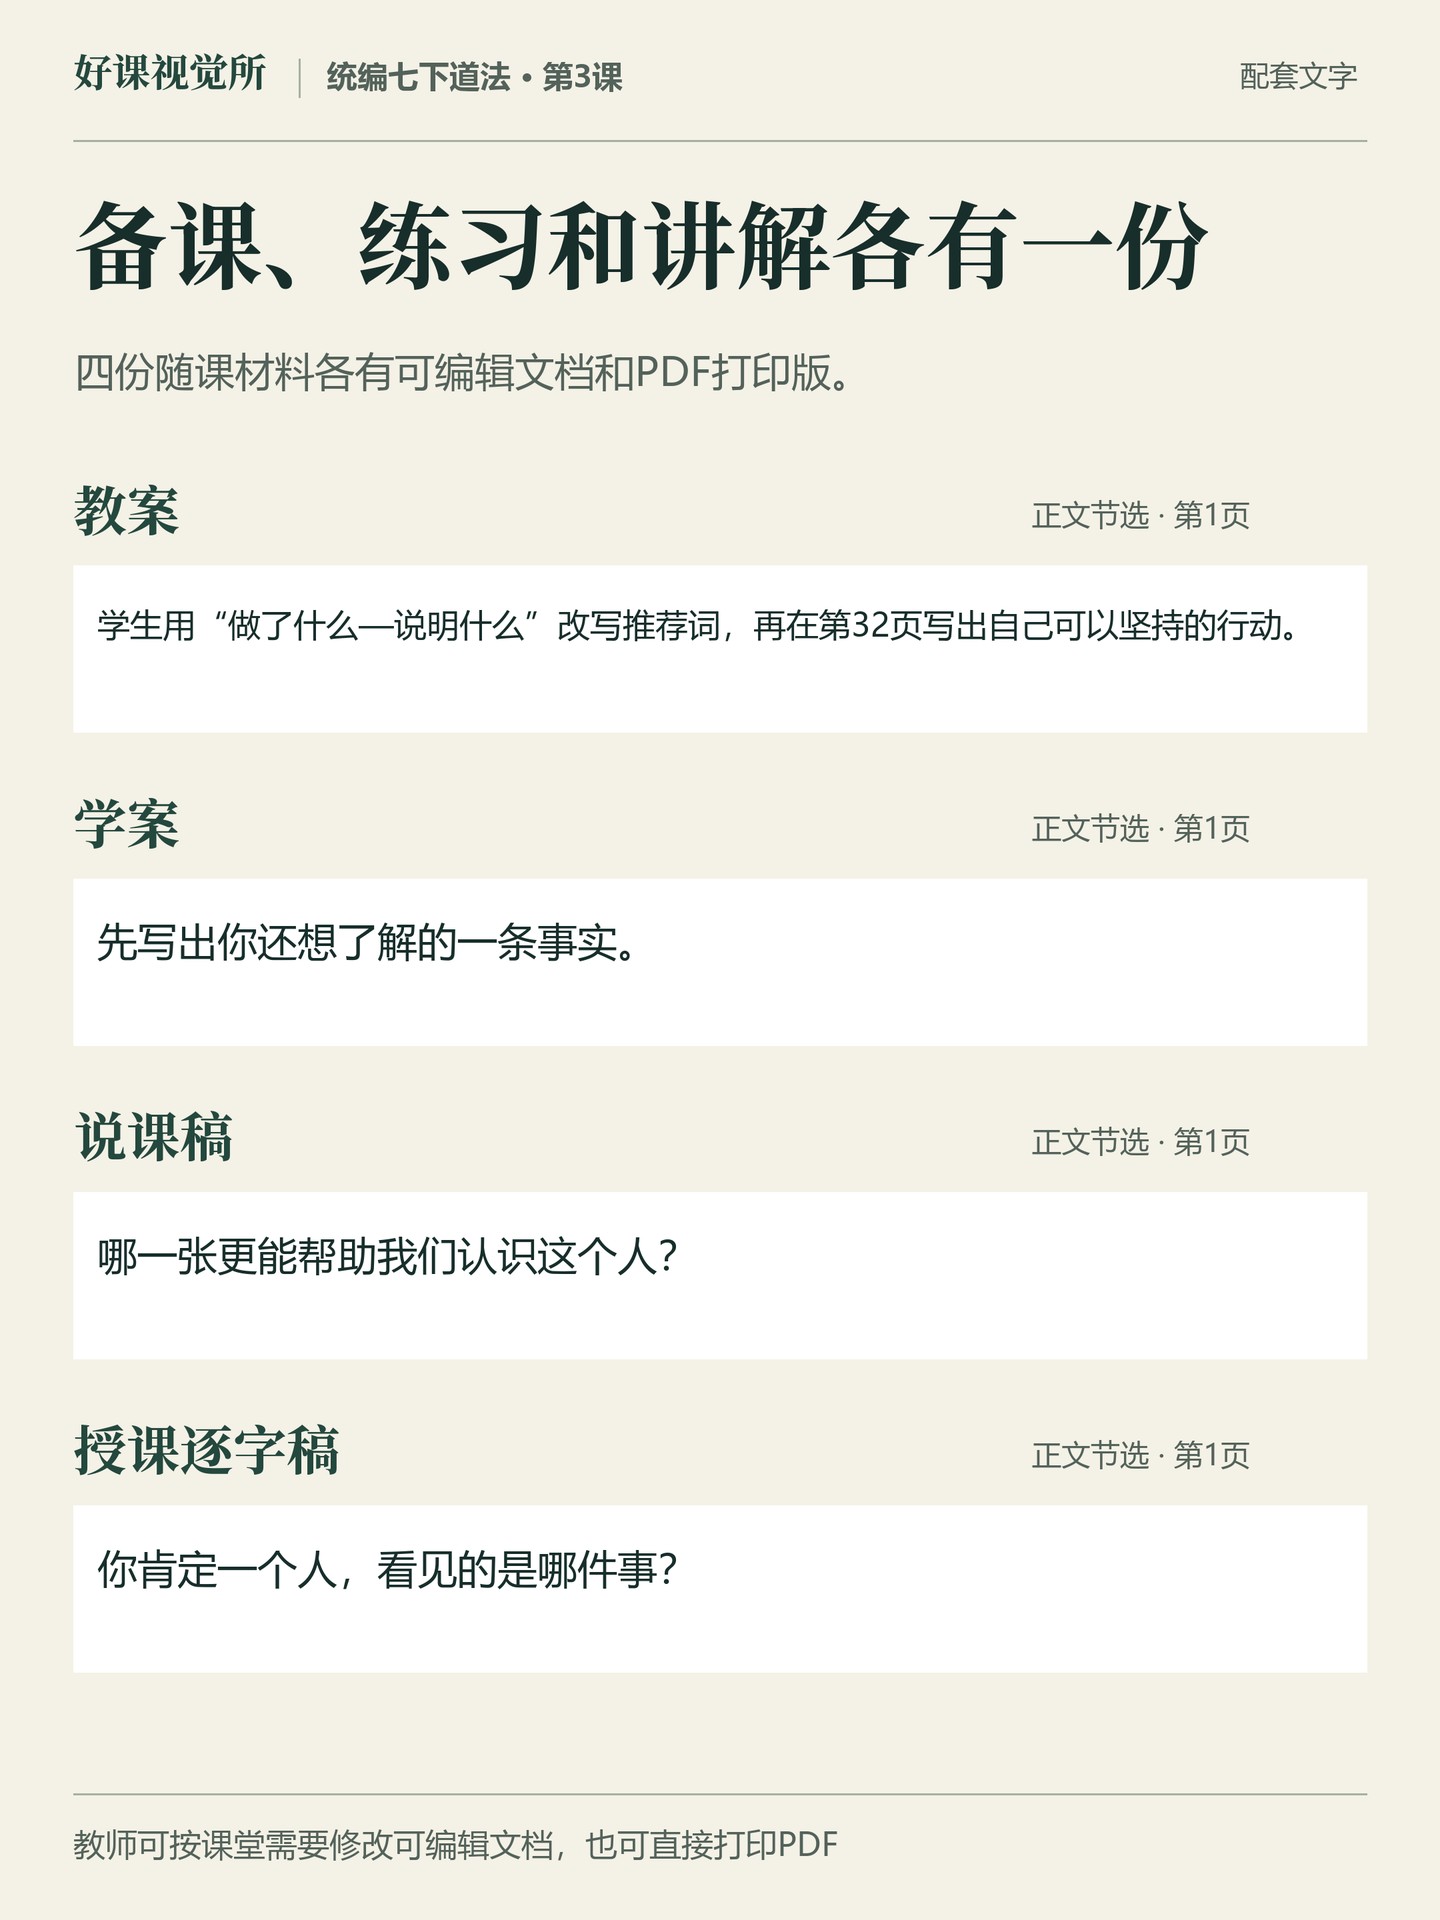 好课视觉所 统编七下道法 • 第3课 配套文字
备课、练习和讲解各有一份
四份随课材料各有可编辑文档和PDF打印版。
教案 正文节选 · 第1页
学生用“做了什么—说明什么”改写推荐词，再在第32页写出自己可以坚持的行动。
学案 正文节选 · 第1页
先写出你还想了解的一条事实。
说课稿 正文节选 · 第1页
哪一张更能帮助我们认识这个人？
授课逐字稿 正文节选 · 第1页
你肯定一个人，看见的是哪件事？
教师可按课堂需要修改可编辑文档，也可直接打印PDF